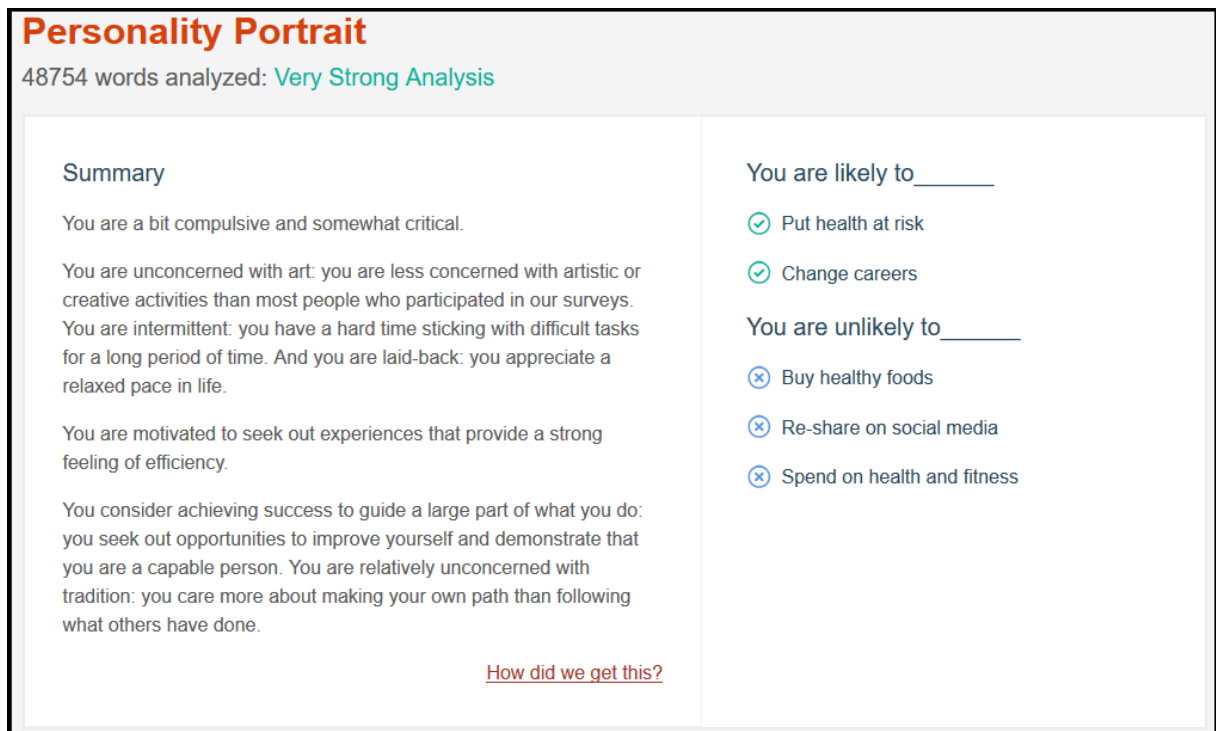 Personality Portrait
48754 words analyzed: Very Strong Analysis
Summary
You are a bit compulsive and somewhat critical.
You are unconcerned with art: you are less concerned with artistic or
creative activities than most people who participated in our surveys.
You are intermittent: you have a hard time sticking with difficult tasks
for a long period of time. And you are laid-back: you appreciate a
relaxed pace in life.
You are motivated to seek out experiences that provide a strong
feeling of efficiency.
You consider achieving success to guide a large part of what you do:
you seek out opportunities to improve yourself and demonstrate that
you are a capable person. You are relatively unconcerned with
tradition: you care more about making your own path than following
what others have done.
How did we get this?
You are likely to______
Put health at risk
Change careers
You are unlikely to______
Buy healthy foods
Re-share on social media
Spend on health and fitness